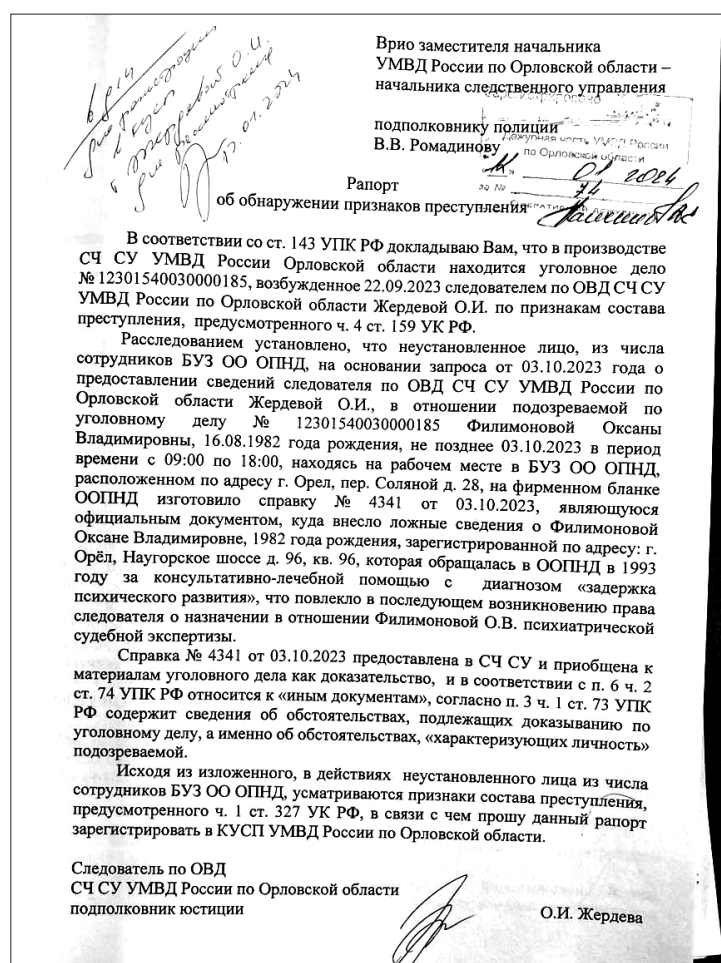 Врио заместителя начальника
УМВД России по Орловской области –
начальника следственного управления
подполковнику полиции
В.В. Ромадинову
Дежурная часть УМВД России
по Орловской области
01 2024
№ 74
17.01.2024
Рапорт
об обнаружении признаков преступления
В соответствии со ст. 143 УПК РФ докладываю Вам, что в производстве
СЧ СУ УМВД России Орловской области находится уголовное дело
№ 12301540030000185, возбужденное 22.09.2023 следователем по ОВД СЧ СУ
УМВД России по Орловской области Жердевой О.И. по признакам состава
преступления, предусмотренного ч. 4 ст. 159 УК РФ.
Расследованием установлено, что неустановленное лицо, из числа
сотрудников БУЗ ОО ОПНД, на основании запроса от 03.10.2023 года о
предоставлении сведений следователя по ОВД СЧ СУ УМВД России по
Орловской области Жердевой О.И., в отношении подозреваемой по
уголовному делу № 12301540030000185 Филимоновой Оксаны
Владимировны, 16.08.1982 года рождения, не позднее 03.10.2023 в период
времени с 09:00 по 18:00, находясь на рабочем месте в БУЗ ОО ОПНД,
расположенном по адресу г. Орел, пер. Соляной д. 28, на фирменном бланке
ООПНД изготовило справку № 4341 от 03.10.2023, являющуюся
официальным документом, куда внесло ложные сведения о Филимоновой
Оксане Владимировне, 1982 года рождения, зарегистрированной по адресу: г.
Орёл, Наугорское шоссе д. 96, кв. 96, которая обращалась в ООПНД в 1993
году за консультативно-лечебной помощью с диагнозом «задержка
психического развития», что повлекло в последующем возникновению права
следователя о назначении в отношении Филимоновой О.В. психиатрической
судебной экспертизы.
Справка № 4341 от 03.10.2023 предоставлена в СЧ СУ и приобщена к
материалам уголовного дела как доказательство, и в соответствии с п. 6 ч. 2
ст. 74 УПК РФ относится к «иным документам», согласно п. 3 ч. 1 ст. 73 УПК
РФ содержит сведения об обстоятельствах, подлежащих доказыванию по
уголовному делу, а именно об обстоятельствах, «характеризующих личность»
подозреваемой.
Исходя из изложенного, в действиях неустановленного лица из числа
сотрудников БУЗ ОО ОПНД, усматриваются признаки состава преступления,
предусмотренного ч. 1 ст. 327 УК РФ, в связи с чем прошу данный рапорт
зарегистрировать в КУСП УМВД России по Орловской области.
Следователь по ОВД
СЧ СУ УМВД России по Орловской области
подполковник юстиции
О.И. Жердева